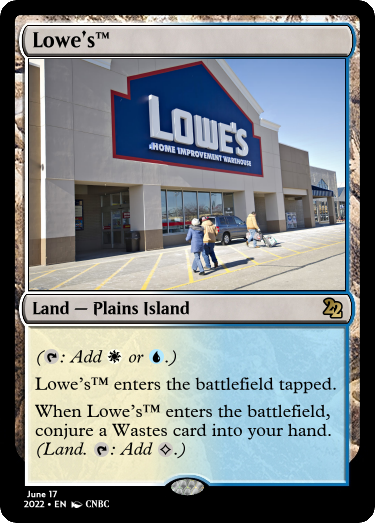 Lowe's™
LOWE'S
HOME IMPROVEMENT WAREHOUSE
Land — Plains Island
22
(: Add or .)
Lowe's™ enters the battlefield tapped.
When Lowe's™ enters the battlefield,
conjure a Wastes card into your hand.
(Land. : Add .)
June 17
2022 • EN CNBC